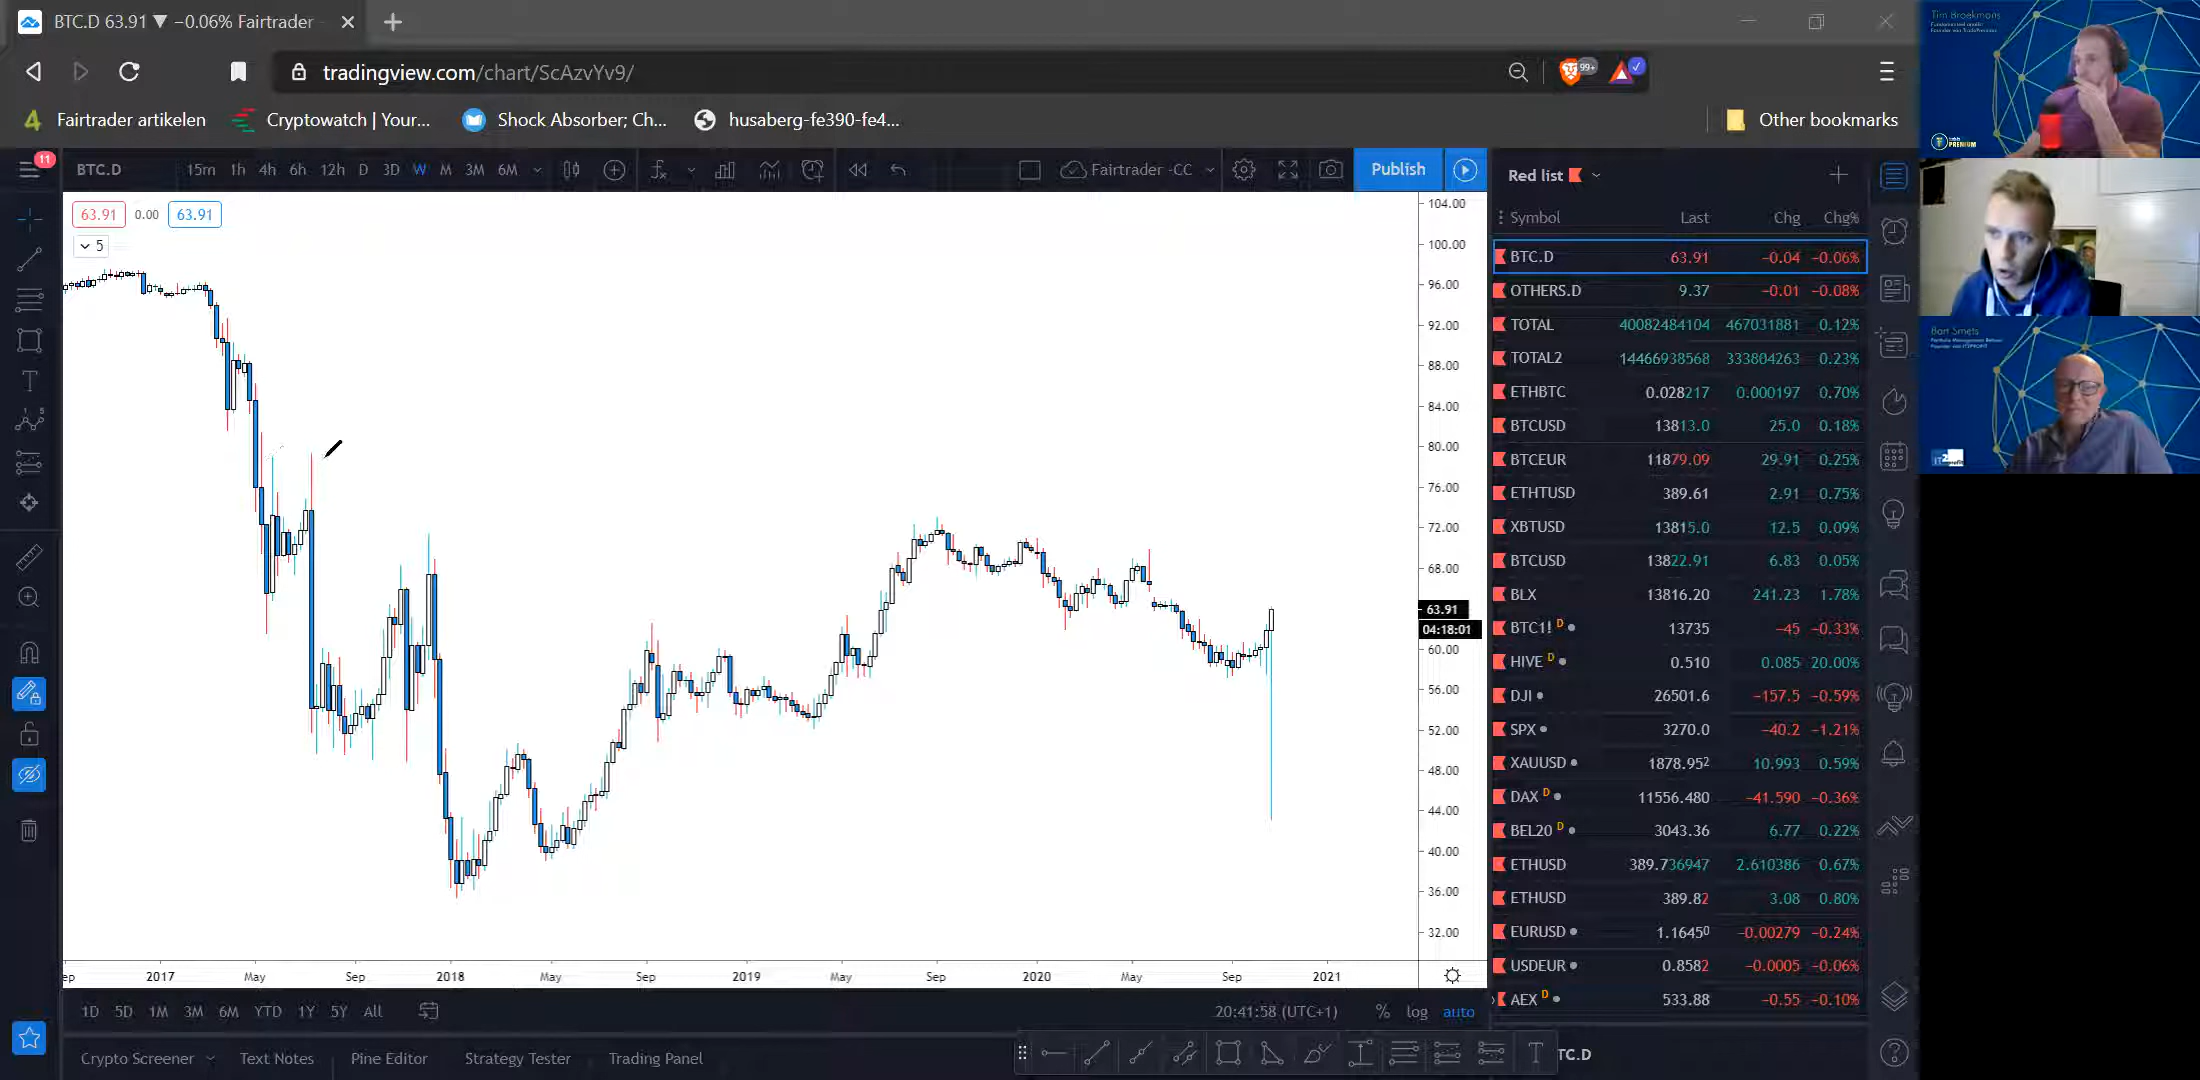 BTC.D 63.91 ▼ −0.06% Fairtrader
tradingview.com/chart/ScAzvYv9/
99+
Fairtrader artikelen
Cryptowatch | Your...
Shock Absorber; Ch...
husaberg-fe390-fe4...
Other bookmarks
11
BTC.D 15m 1h 4h 6h 12h D 3D W M 3M 6M
Fairtrader -CC
Publish
63.91 0.00 63.91
5
104.00
100.00
96.00
92.00
88.00
84.00
80.00
76.00
72.00
68.00
63.91
04:18:01
60.00
56.00
52.00
48.00
44.00
40.00
36.00
32.00
ep 2017 May Sep 2018 May Sep 2019 May Sep 2020 May Sep 2021
1D 5D 1M 3M 6M YTD 1Y 5Y All
20:41:58 (UTC+1) % log auto
Crypto Screener Text Notes Pine Editor Strategy Tester Trading Panel
TC.D
Red list
Symbol Last Chg Chg%
BTC.D 63.91 −0.04 −0.06%
OTHERS.D 9.37 −0.01 −0.08%
TOTAL 40082484104 467031881 0.12%
TOTAL2 14466938568 333804263 0.23%
ETHBTC 0.028217 0.000197 0.70%
BTCUSD 13813.0 25.0 0.18%
BTCEUR 11879.09 29.91 0.25%
ETHTUSD 389.61 2.91 0.75%
XBTUSD 13815.0 12.5 0.09%
BTCUSD 13822.91 6.83 0.05%
BLX 13816.20 241.23 1.78%
BTC1! D 13735 −45 −0.33%
HIVE D 0.510 0.085 20.00%
DJI 26501.6 −157.5 −0.59%
SPX 3270.0 −40.2 −1.21%
XAUUSD 1878.952 10.993 0.59%
DAX D 11556.480 −41.590 −0.36%
BEL20 D 3043.36 6.77 0.22%
ETHUSD 389.736947 2.610386 0.67%
ETHUSD 389.82 3.08 0.80%
EURUSD 1.16450 −0.00279 −0.24%
USDEUR 0.8582 −0.0005 −0.06%
AEX D 533.88 −0.55 −0.10%
Tim Broekmans
PREMIUM
Bart Smets